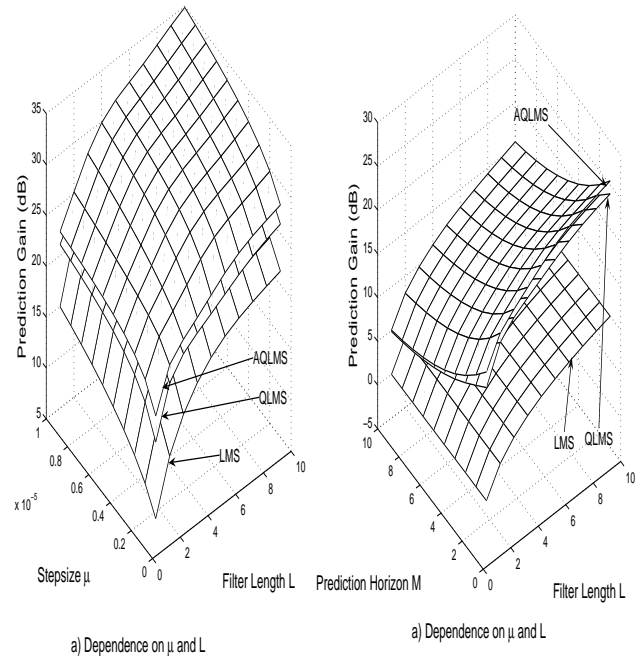 35
30
25
20
15
10
5
Prediction Gain (dB)
1
0.8
0.6
0.4
0.2
0
x 10⁻⁵
Stepsize μ
0
2
4
6
8
10
Filter Length L
AQLMS
QLMS
LMS
a) Dependence on μ and L
30
25
20
15
10
5
0
−5
Prediction Gain (dB)
10
8
6
4
2
0
Prediction Horizon M
0
2
4
6
8
10
Filter Length L
AQLMS
LMS
QLMS
a) Dependence on μ and L